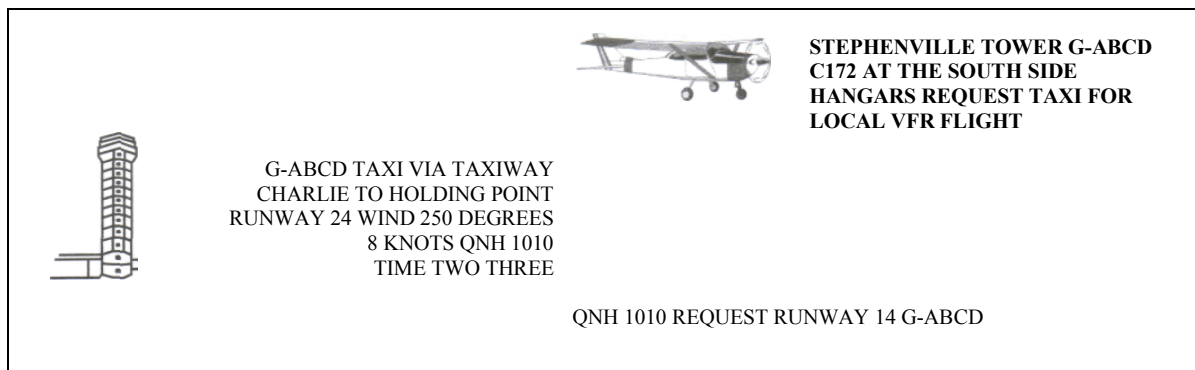 STEPHENVILLE TOWER G-ABCD
C172 AT THE SOUTH SIDE
HANGARS REQUEST TAXI FOR
LOCAL VFR FLIGHT
G-ABCD TAXI VIA TAXIWAY
CHARLIE TO HOLDING POINT
RUNWAY 24 WIND 250 DEGREES
8 KNOTS QNH 1010
TIME TWO THREE
QNH 1010 REQUEST RUNWAY 14 G-ABCD